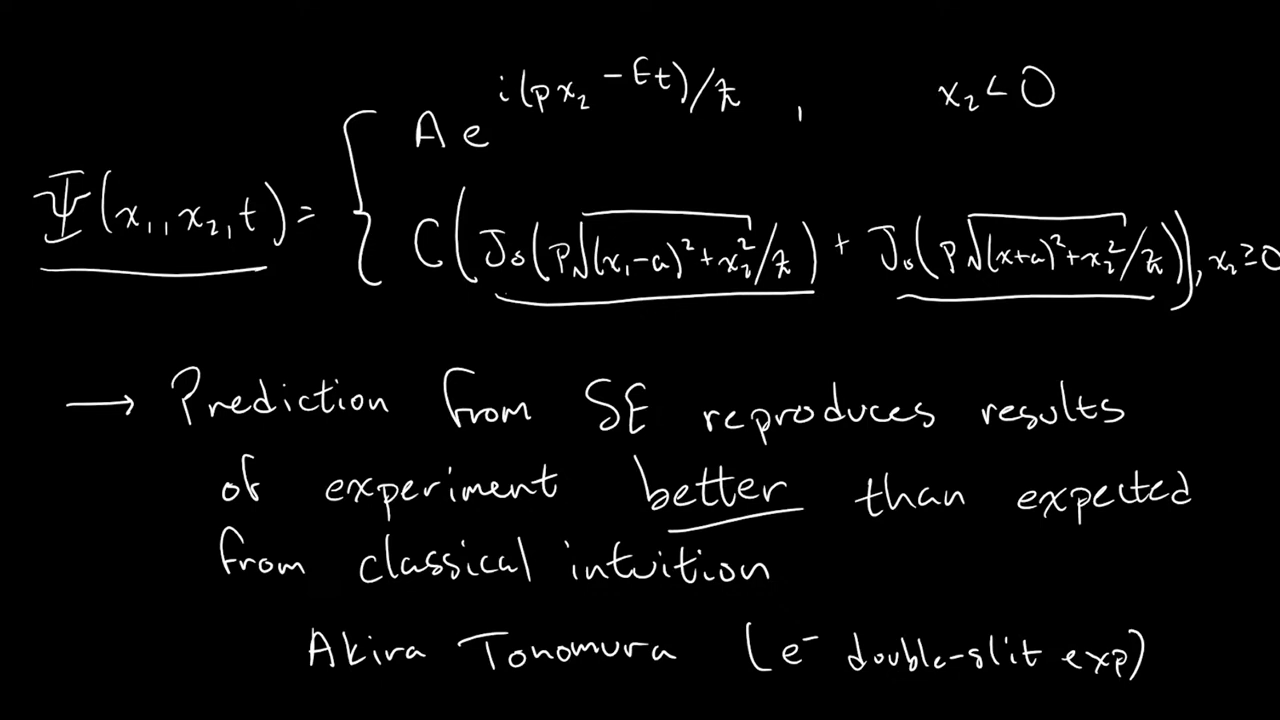 Ψ(x₁, x₂, t) = { A e^{i(px₂ − Et)/ħ} , x₂ < 0
C(J₀(p√((x₁−a)² + x₂²)/ħ) + J₀(p√((x+a)² + x₂²)/ħ)), x₂ ≥ 0
→ Prediction from SE reproduces results
of experiment better than expected
from classical intuition
Akira Tonomura (e⁻ double-slit exp)